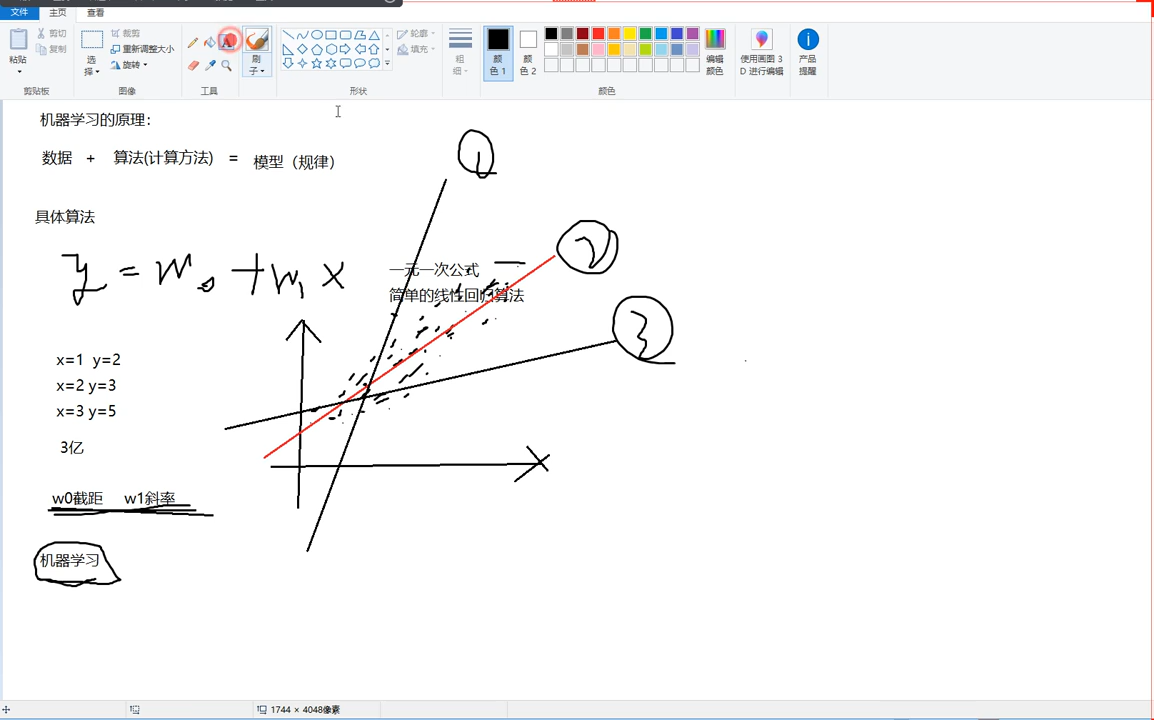 文件 主页 查看
粘贴
剪切
复制
剪贴板
选择
裁剪
重新调整大小
旋转
图像
工具
刷子
形状
轮廓
填充
粗细
颜色 1
颜色 2
颜色
编辑颜色
使用画图 3D 进行编辑
产品提醒
机器学习的原理：
数据 + 算法(计算方法) = 模型（规律）
1
具体算法
2
y = w0 + w1 x
一元一次公式
简单的线性回归算法
3
x=1 y=2
x=2 y=3
x=3 y=5
3亿
w0截距 w1斜率
机器学习
1744 × 4048像素